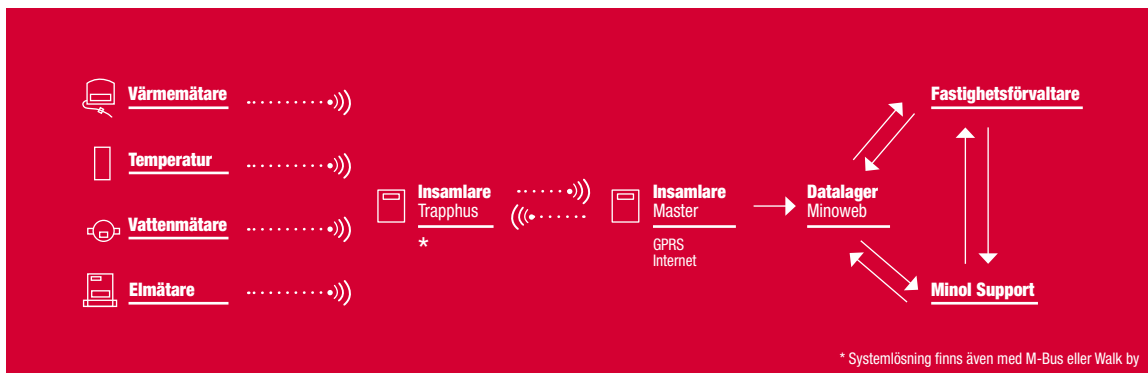 Värmemätare
Temperatur
Vattenmätare
Elmätare
Insamlare
Trapphus
*
Insamlare
Master
GPRS
Internet
Datalager
Minoweb
Fastighetsförvaltare
Minol Support
* Systemlösning finns även med M-Bus eller Walk by